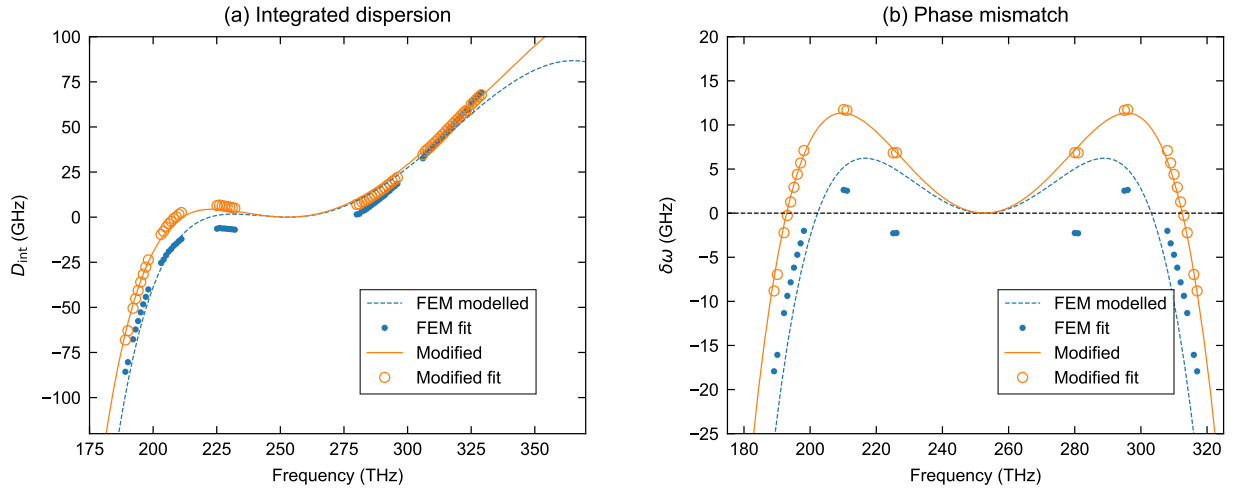 (a) Integrated dispersion
100
75
50
25
0
−25
−50
−75
−100
D_int (GHz)
175 200 225 250 275 300 325 350
Frequency (THz)
FEM modelled
FEM fit
Modified
Modified fit
(b) Phase mismatch
20
15
10
5
0
−5
−10
−15
−20
−25
δω (GHz)
180 200 220 240 260 280 300 320
Frequency (THz)
FEM modelled
FEM fit
Modified
Modified fit